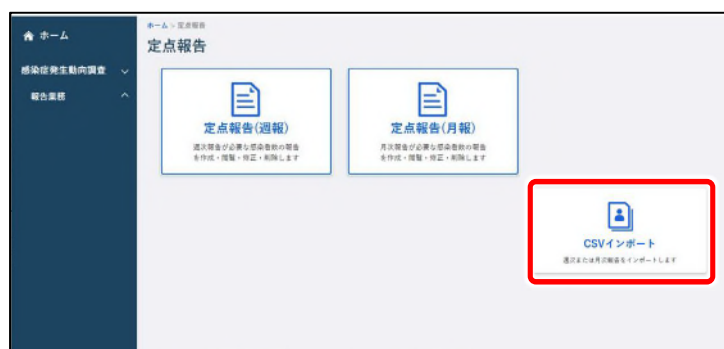 ホーム
感染症発生動向調査
報告業務
ホーム > 定点報告
定点報告
定点報告(週報)
週次報告が必要な感染者数の報告
を作成・閲覧・修正・削除します
定点報告(月報)
月次報告が必要な感染者数の報告
を作成・閲覧・修正・削除します
CSVインポート
週次または月次報告をインポートします